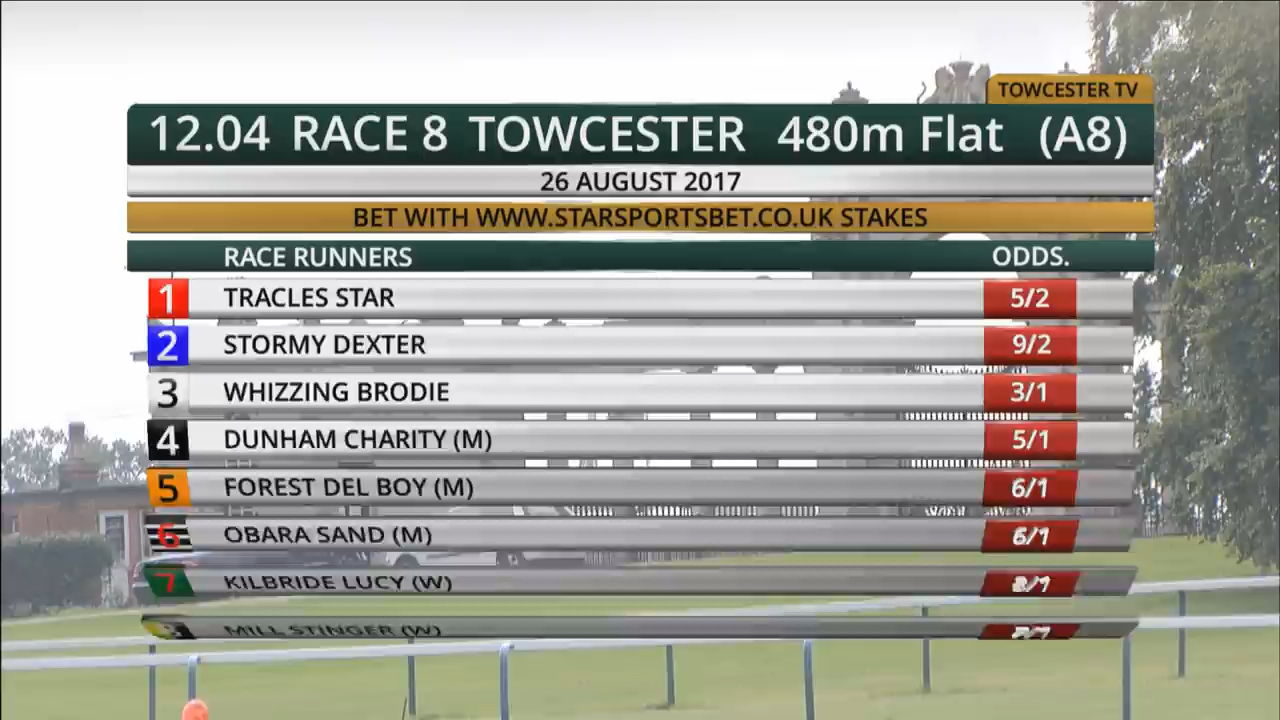 TOWCESTER TV
12.04 RACE 8 TOWCESTER 480m Flat (A8)
26 AUGUST 2017
BET WITH WWW.STARSPORTSBET.CO.UK STAKES
RACE RUNNERS ODDS.
1 TRACLES STAR 5/2
2 STORMY DEXTER 9/2
3 WHIZZING BRODIE 3/1
4 DUNHAM CHARITY (M) 5/1
5 FOREST DEL BOY (M) 6/1
6 OBARA SAND (M) 6/1
7 KILBRIDE LUCY (W)
MILL STINGER (W)